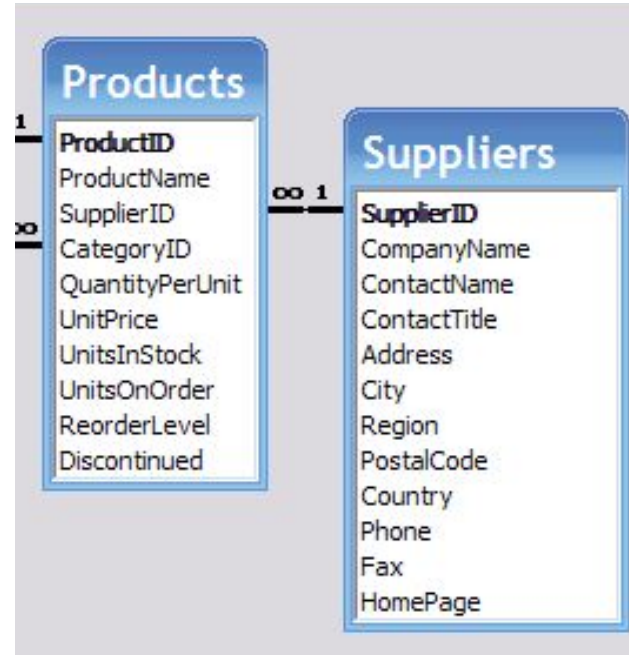 Products
1
ProductID
ProductName
SupplierID
∞
CategoryID
QuantityPerUnit
UnitPrice
UnitsInStock
UnitsOnOrder
ReorderLevel
Discontinued
∞ 1
Suppliers
SupplierID
CompanyName
ContactName
ContactTitle
Address
City
Region
PostalCode
Country
Phone
Fax
HomePage